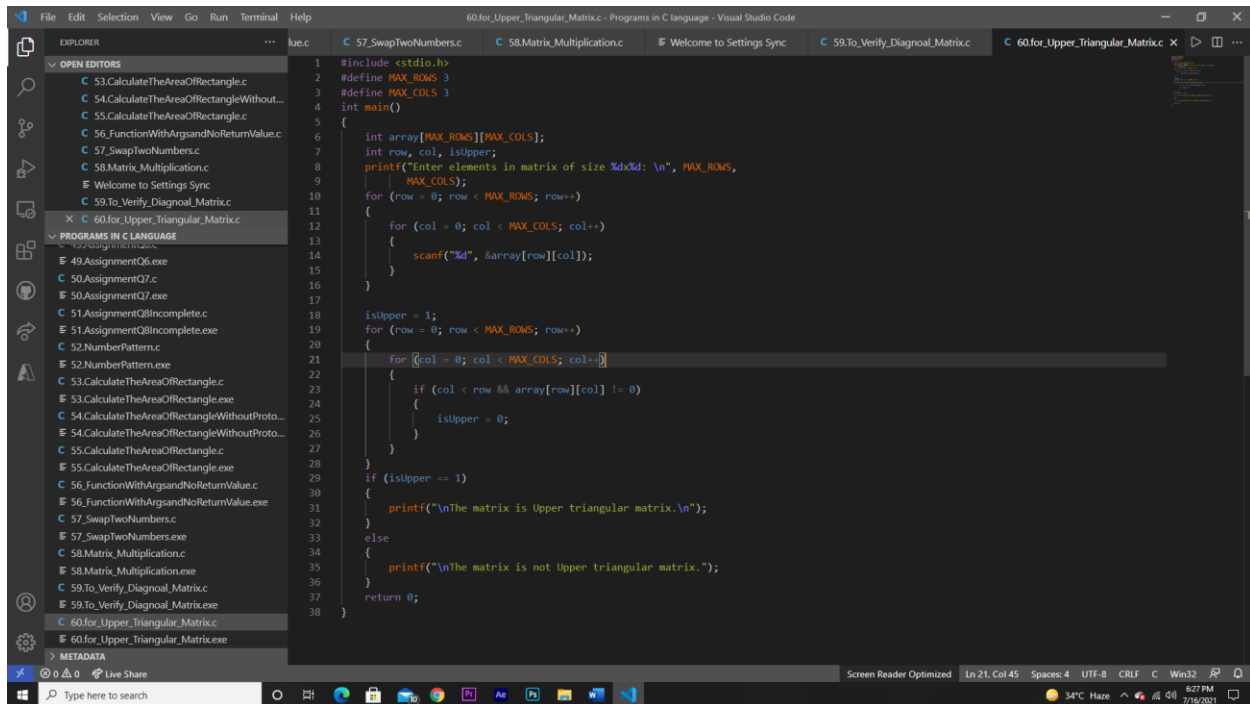 File Edit Selection View Go Run Terminal Help
60.for_Upper_Triangular_Matrix.c - Programs in C language - Visual Studio Code
EXPLORER
lue.c
C 57_SwapTwoNumbers.c
C 58.Matrix_Multiplication.c
Welcome to Settings Sync
C 59.To_Verify_Diagnoal_Matrix.c
C 60.for_Upper_Triangular_Matrix.c
OPEN EDITORS
C 53.CalculateTheAreaOfRectangle.c
C 54.CalculateTheAreaOfRectangleWithout...
C 55.CalculateTheAreaOfRectangle.c
C 56_FunctionWithArgsandNoReturnValue.c
C 57_SwapTwoNumbers.c
C 58.Matrix_Multiplication.c
Welcome to Settings Sync
C 59.To_Verify_Diagnoal_Matrix.c
C 60.for_Upper_Triangular_Matrix.c
PROGRAMS IN C LANGUAGE
49.AssignmentQ6.exe
C 50.AssignmentQ7.c
50.AssignmentQ7.exe
C 51.AssignmentQ8Incomplete.c
51.AssignmentQ8Incomplete.exe
C 52.NumberPattern.c
52.NumberPattern.exe
C 53.CalculateTheAreaOfRectangle.c
53.CalculateTheAreaOfRectangle.exe
C 54.CalculateTheAreaOfRectangleWithoutProto...
54.CalculateTheAreaOfRectangleWithoutProto...
C 55.CalculateTheAreaOfRectangle.c
55.CalculateTheAreaOfRectangle.exe
C 56_FunctionWithArgsandNoReturnValue.c
56_FunctionWithArgsandNoReturnValue.exe
C 57_SwapTwoNumbers.c
57_SwapTwoNumbers.exe
C 58.Matrix_Multiplication.c
58.Matrix_Multiplication.exe
C 59.To_Verify_Diagnoal_Matrix.c
59.To_Verify_Diagnoal_Matrix.exe
C 60.for_Upper_Triangular_Matrix.c
60.for_Upper_Triangular_Matrix.exe
METADATA
1 #include <stdio.h>
2 #define MAX_ROWS 3
3 #define MAX_COLS 3
4 int main()
5 {
6 int array[MAX_ROWS][MAX_COLS];
7 int row, col, isUpper;
8 printf("Enter elements in matrix of size %dx%d: \n", MAX_ROWS,
9 MAX_COLS);
10 for (row = 0; row < MAX_ROWS; row++)
11 {
12 for (col = 0; col < MAX_COLS; col++)
13 {
14 scanf("%d", &array[row][col]);
15 }
16 }
17
18 isUpper = 1;
19 for (row = 0; row < MAX_ROWS; row++)
20 {
21 for (col = 0; col < MAX_COLS; col++)
22 {
23 if (col < row && array[row][col] != 0)
24 {
25 isUpper = 0;
26 }
27 }
28 }
29 if (isUpper == 1)
30 {
31 printf("\nThe matrix is Upper triangular matrix.\n");
32 }
33 else
34 {
35 printf("\nThe matrix is not Upper triangular matrix.");
36 }
37 return 0;
38 }
0 0 Live Share
Screen Reader Optimized Ln 21, Col 45 Spaces: 4 UTF-8 CRLF C Win32
Type here to search
Pr Ae Ps
34°C Haze
6:27 PM
7/16/2021